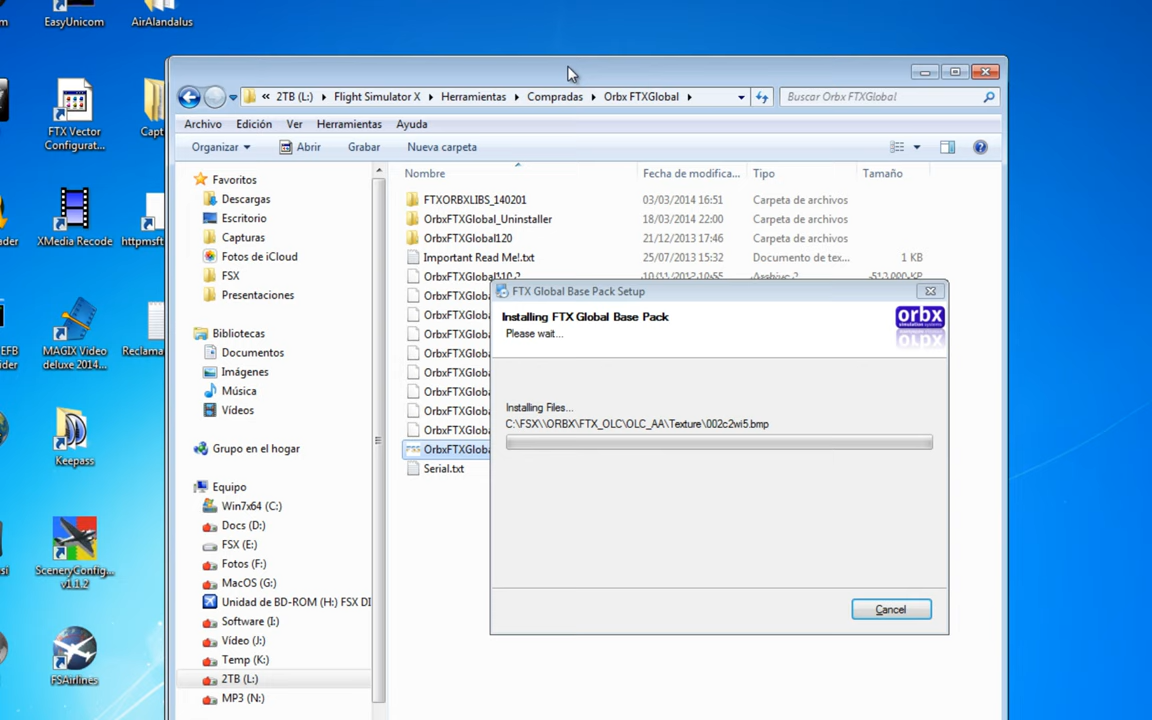 EasyUnicom
AirAlandalus
FTX Vector
Configurat...
Capt
XMedia Recode
httpmsft
MAGIX Video
deluxe 2014...
Reclama
Keepass
SceneryConfig...
v1.1.2
FSAirlines
« 2TB (L:) Flight Simulator X Herramientas Compradas Orbx FTXGlobal
Buscar Orbx FTXGlobal
Archivo Edición Ver Herramientas Ayuda
Organizar Abrir Grabar Nueva carpeta
Favoritos
Descargas
Escritorio
Capturas
Fotos de iCloud
FSX
Presentaciones
Bibliotecas
Documentos
Imágenes
Música
Vídeos
Grupo en el hogar
Equipo
Win7x64 (C:)
Docs (D:)
FSX (E:)
Fotos (F:)
MacOS (G:)
Unidad de BD-ROM (H:) FSX DI
Software (I:)
Vídeo (J:)
Temp (K:)
2TB (L:)
MP3 (N:)
Nombre Fecha de modifica... Tipo Tamaño
FTXORBXLIBS_140201 03/03/2014 16:51 Carpeta de archivos
OrbxFTXGlobal_Uninstaller 18/03/2014 22:00 Carpeta de archivos
OrbxFTXGlobal120 21/12/2013 17:46 Carpeta de archivos
Important Read Me!.txt 25/07/2013 15:32 Documento de tex... 1 KB
OrbxFTXGloba
OrbxFTXGloba
OrbxFTXGloba
OrbxFTXGloba
OrbxFTXGloba
OrbxFTXGloba
OrbxFTXGloba
OrbxFTXGloba
OrbxFTXGloba
Serial.txt
FTX Global Base Pack Setup
Installing FTX Global Base Pack
Please wait...
orbx
simulation systems
Installing Files...
C:\FSX\\ORBX\FTX_OLC\OLC_AA\Texture\002c2wi5.bmp
Cancel